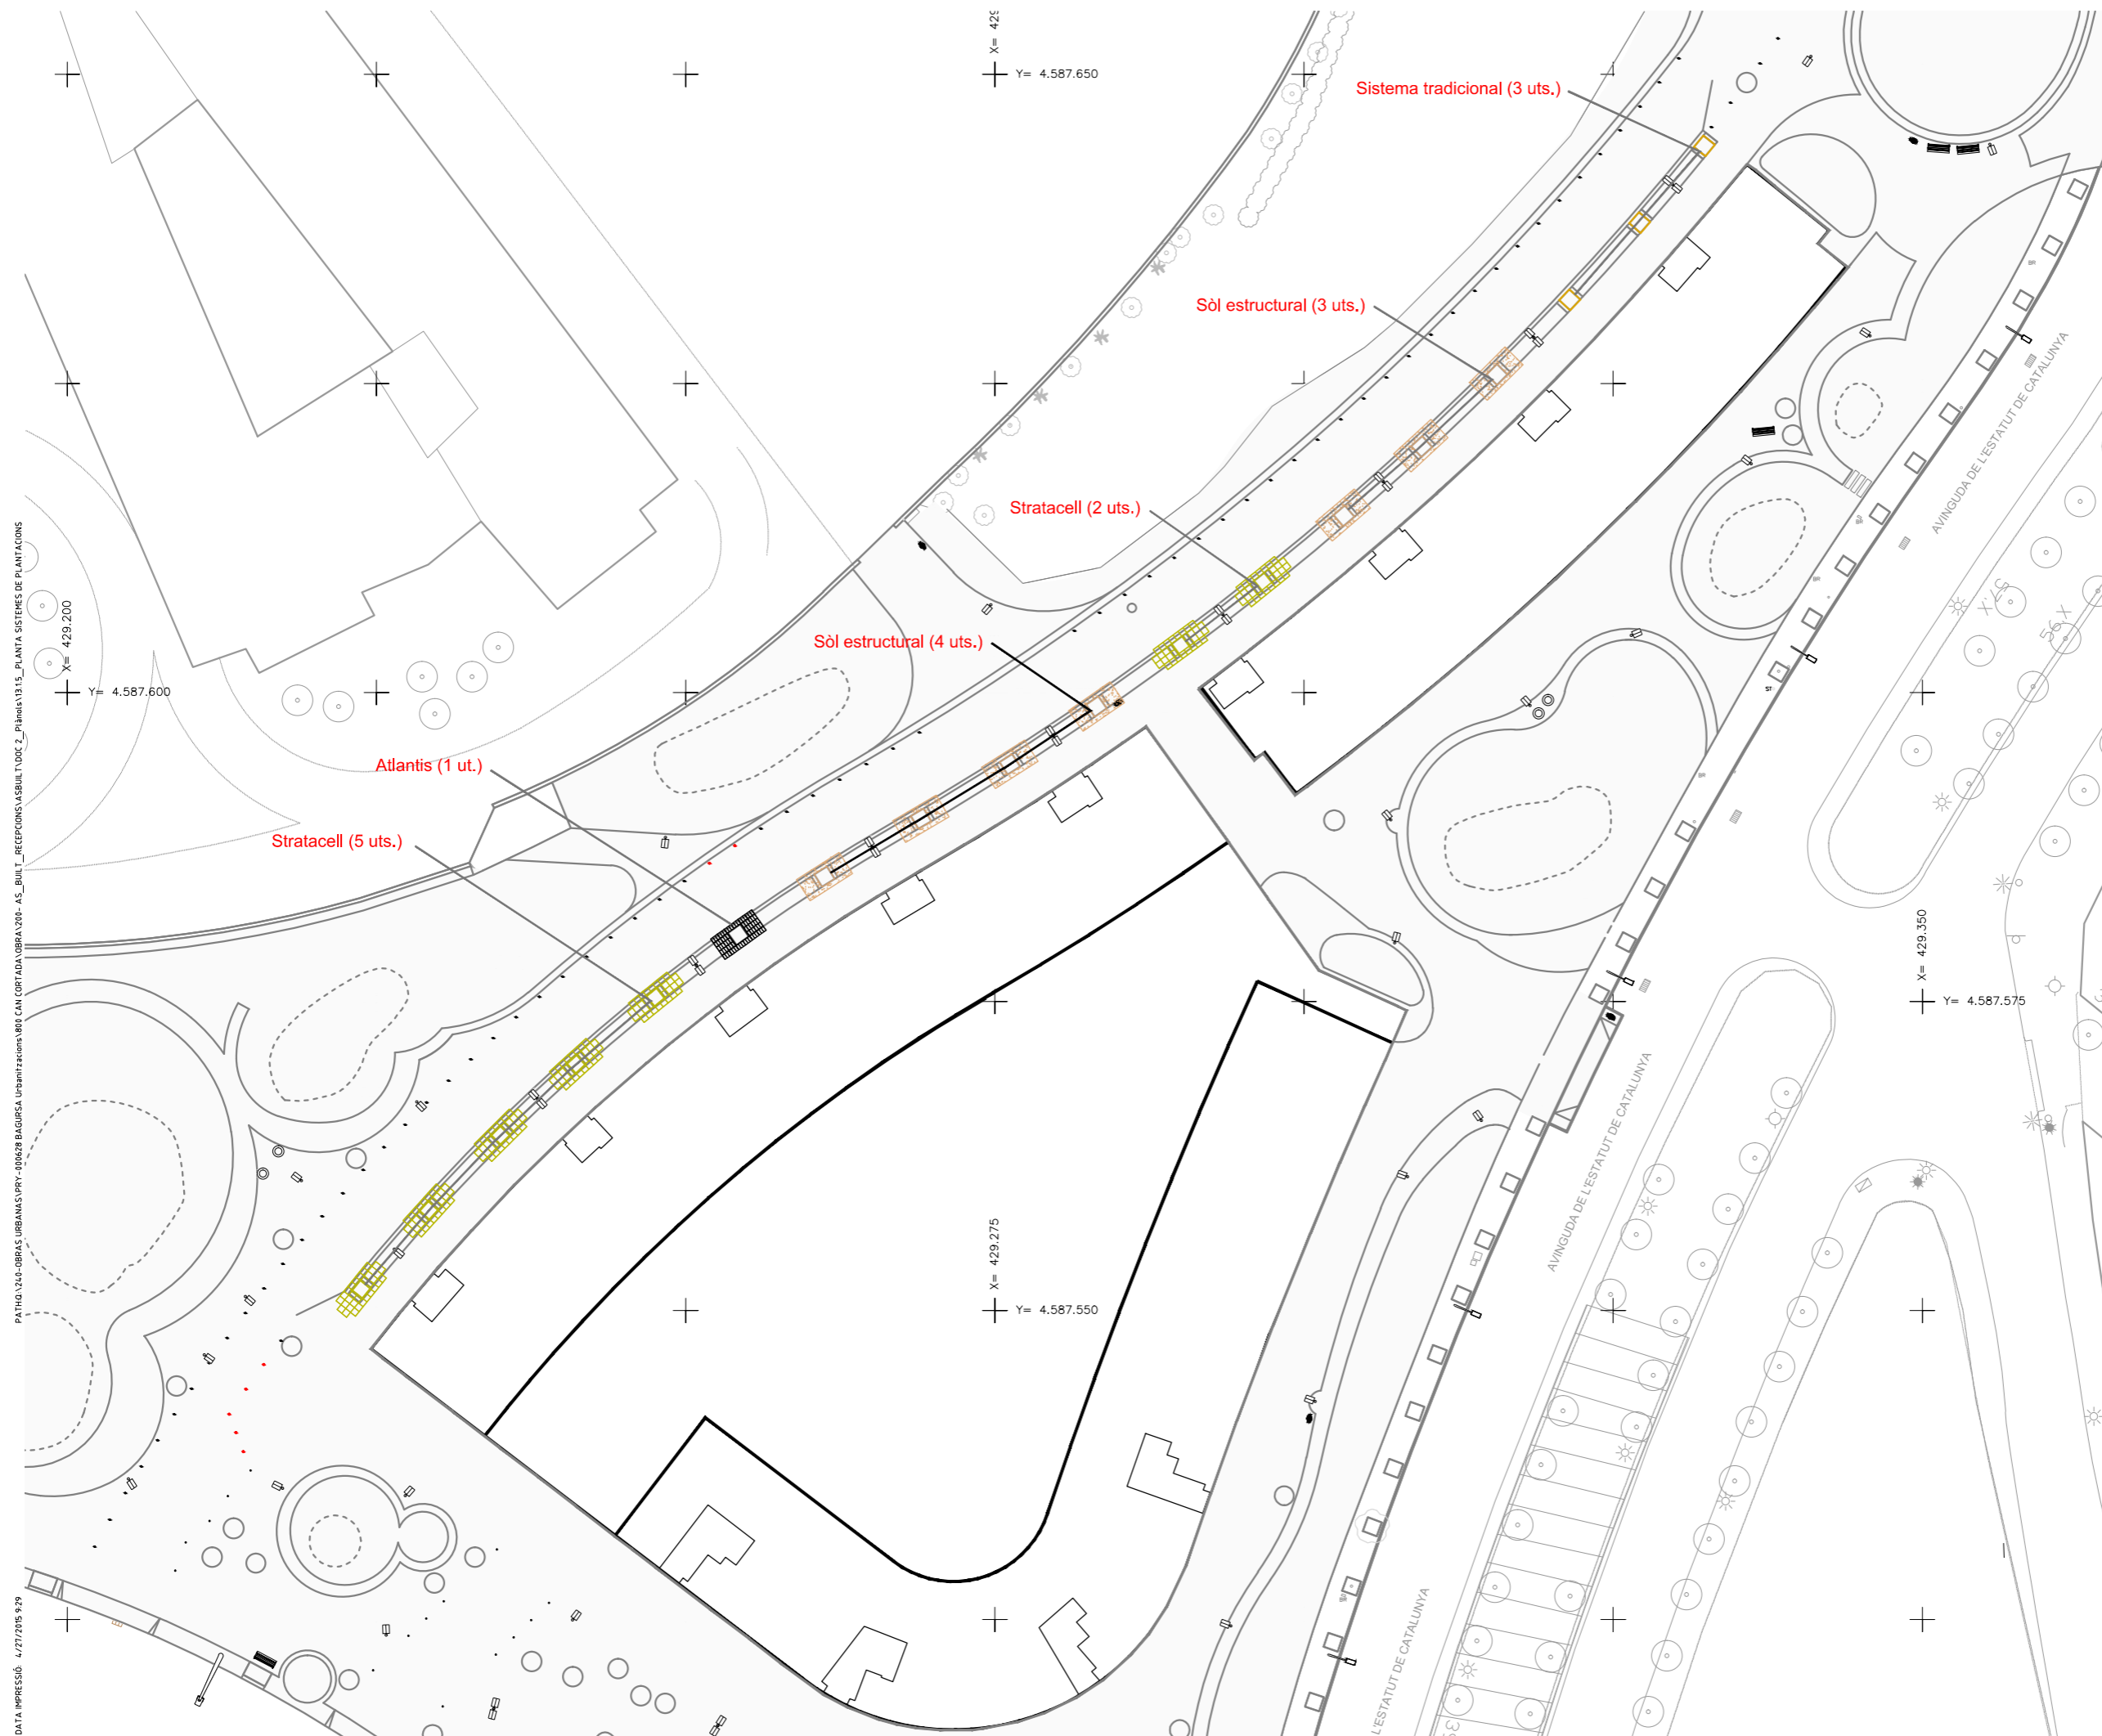 X= 429
Y= 4.587.650
Sistema tradicional (3 uts.)
Sòl estructural (3 uts.)
Stratacell (2 uts.)
Sòl estructural (4 uts.)
Atlantis (1 ut.)
Stratacell (5 uts.)
X= 429.200
Y= 4.587.600
AVINGUDA DE L'ESTATUT DE CATALUNYA
57.X
56.X
X= 429.350
Y= 4.587.575
AVINGUDA DE L'ESTATUT DE CATALUNYA
X= 429.275
Y= 4.587.550
L'ESTATUT DE CATALUNYA
DATA IMPRESSIÓ: 4/27/2015 9:29